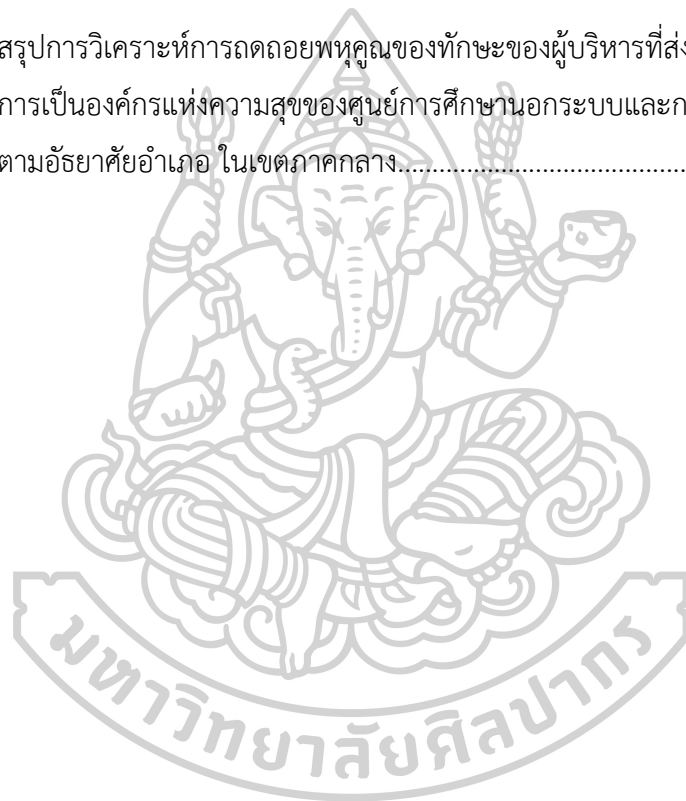 สรุปการวิเคราะห์การถดถอยพหุคูณของทักษะของผู้บริหารที่ส่ง
การเป็นองค์กรแห่งความสุขของศูนย์การศึกษานอกระบบและก
ตามอัธยาศัยอำเภอ ในเขตภาคกลาง..........................................
มหาวิทยาลัยศิลปากร